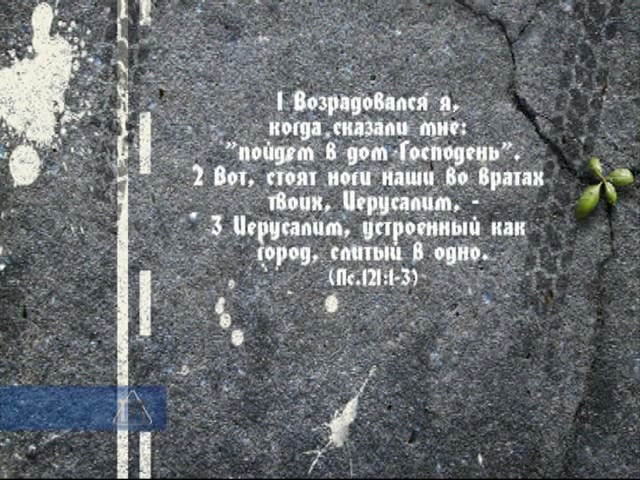 1 Возрадовался я,
когда сказали мне:
"пойдем в дом Господень".
2 Вот, стоят ноги наши во вратах
твоих, Иерусалим, -
3 Иерусалим, устроенный как
город, слитый в одно.
(Пс.121:1-3)